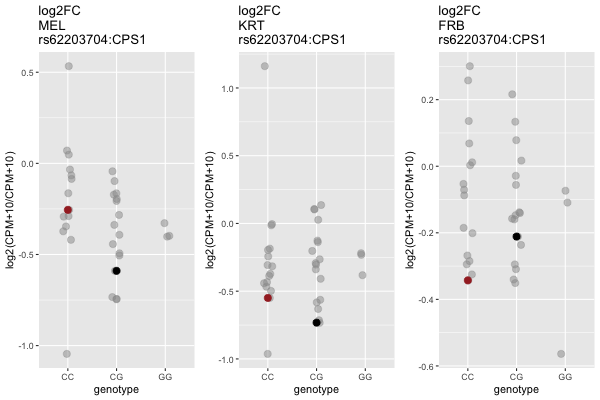 log2FC
MEL
rs62203704:CPS1
log2(CPM+10/CPM+10)
0.5
0.0
-0.5
-1.0
CC
CG
GG
genotype
log2FC
KRT
rs62203704:CPS1
log2(CPM+10/CPM+10)
1.0
0.5
0.0
-0.5
-1.0
CC
CG
GG
genotype
log2FC
FRB
rs62203704:CPS1
log2(CPM+10/CPM+10)
0.2
0.0
-0.2
-0.4
-0.6
CC
CG
GG
genotype